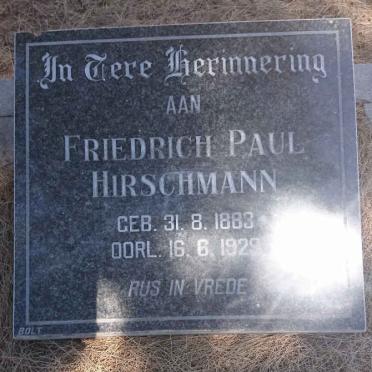 In Tere Herinnering
AAN
FRIEDRICH PAUL
HIRSCHMANN
GEB. 31. 8. 1883
OORL. 16. 6. 1929
RUS IN VREDE
BOLT